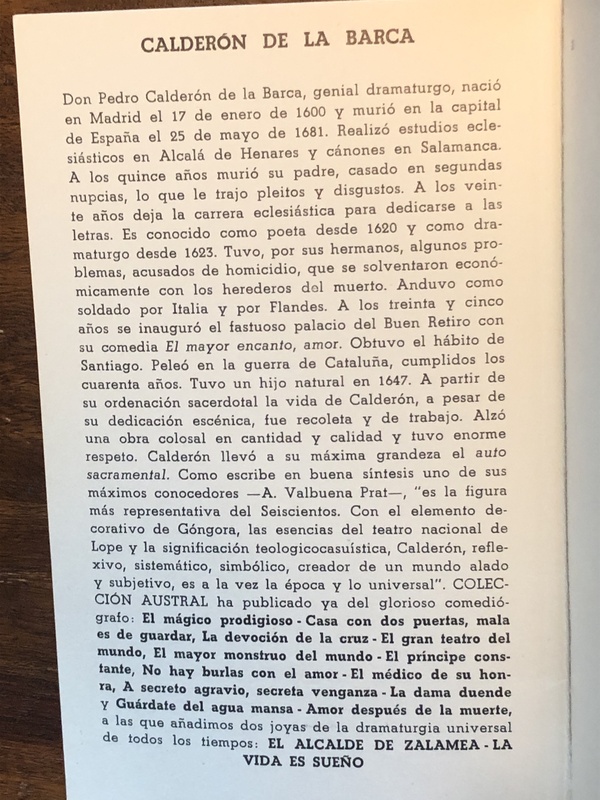 CALDERÓN DE LA BARCA
Don Pedro Calderón de la Barca, genial dramaturgo, nació
en Madrid el 17 de enero de 1600 y murió en la capital
de España el 25 de mayo de 1681. Realizó estudios ecle-
siásticos en Alcalá de Henares y cánones en Salamanca.
A los quince años murió su padre, casado en segundas
nupcias, lo que le trajo pleitos y disgustos. A los vein-
te años deja la carrera eclesiástica para dedicarse a las
letras. Es conocido como poeta desde 1620 y como dra-
maturgo desde 1623. Tuvo, por sus hermanos, algunos pro-
blemas, acusados de homicidio, que se solventaron econó-
micamente con los herederos del muerto. Anduvo como
soldado por Italia y por Flandes. A los treinta y cinco
años se inauguró el fastuoso palacio del Buen Retiro con
su comedia El mayor encanto, amor. Obtuvo el hábito de
Santiago. Peleó en la guerra de Cataluña, cumplidos los
cuarenta años. Tuvo un hijo natural en 1647. A partir de
su ordenación sacerdotal la vida de Calderón, a pesar de
su dedicación escénica, fue recoleta y de trabajo. Alzó
una obra colosal en cantidad y calidad y tuvo enorme
respeto. Calderón llevó a su máxima grandeza el auto
sacramental. Como escribe en buena síntesis uno de sus
máximos conocedores —A. Valbuena Prat—, "es la figura
más representativa del Seiscientos. Con el elemento de-
corativo de Góngora, las esencias del teatro nacional de
Lope y la significación teologicocasuística, Calderón, refle-
xivo, sistemático, simbólico, creador de un mundo alado
y subjetivo, es a la vez la época y lo universal". COLEC-
CIÓN AUSTRAL ha publicado ya del glorioso comedió-
grafo: El mágico prodigioso - Casa con dos puertas, mala
es de guardar, La devoción de la cruz - El gran teatro del
mundo, El mayor monstruo del mundo - El príncipe cons-
tante, No hay burlas con el amor - El médico de su hon-
ra, A secreto agravio, secreta venganza - La dama duende
y Guárdate del agua mansa - Amor después de la muerte,
a las que añadimos dos joyas de la dramaturgia universal
de todos los tiempos: EL ALCALDE DE ZALAMEA - LA
VIDA ES SUEÑO